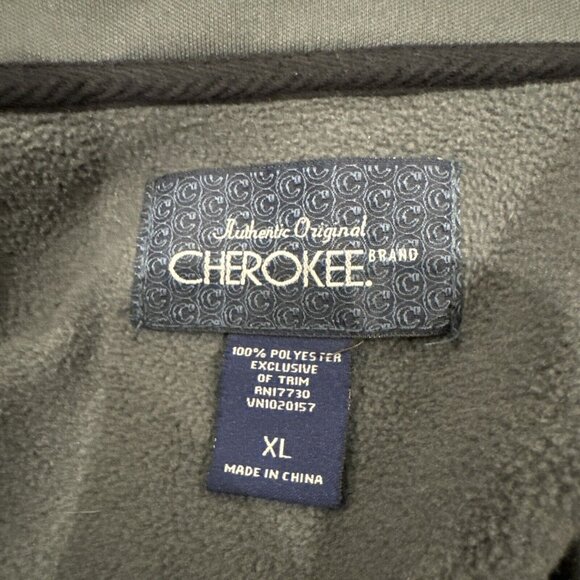 Authentic Original
CHEROKEE. BRAND
100% POLYESTER
EXCLUSIVE
OF TRIM
RN17730
VN1020157
XL
MADE IN CHINA